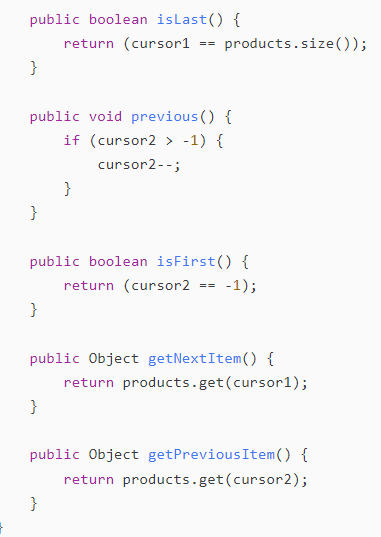 public boolean isLast() {
return (cursor1 == products.size());
}
public void previous() {
if (cursor2 > -1) {
cursor2--;
}
}
public boolean isFirst() {
return (cursor2 == -1);
}
public Object getNextItem() {
return products.get(cursor1);
}
public Object getPreviousItem() {
return products.get(cursor2);
}
}